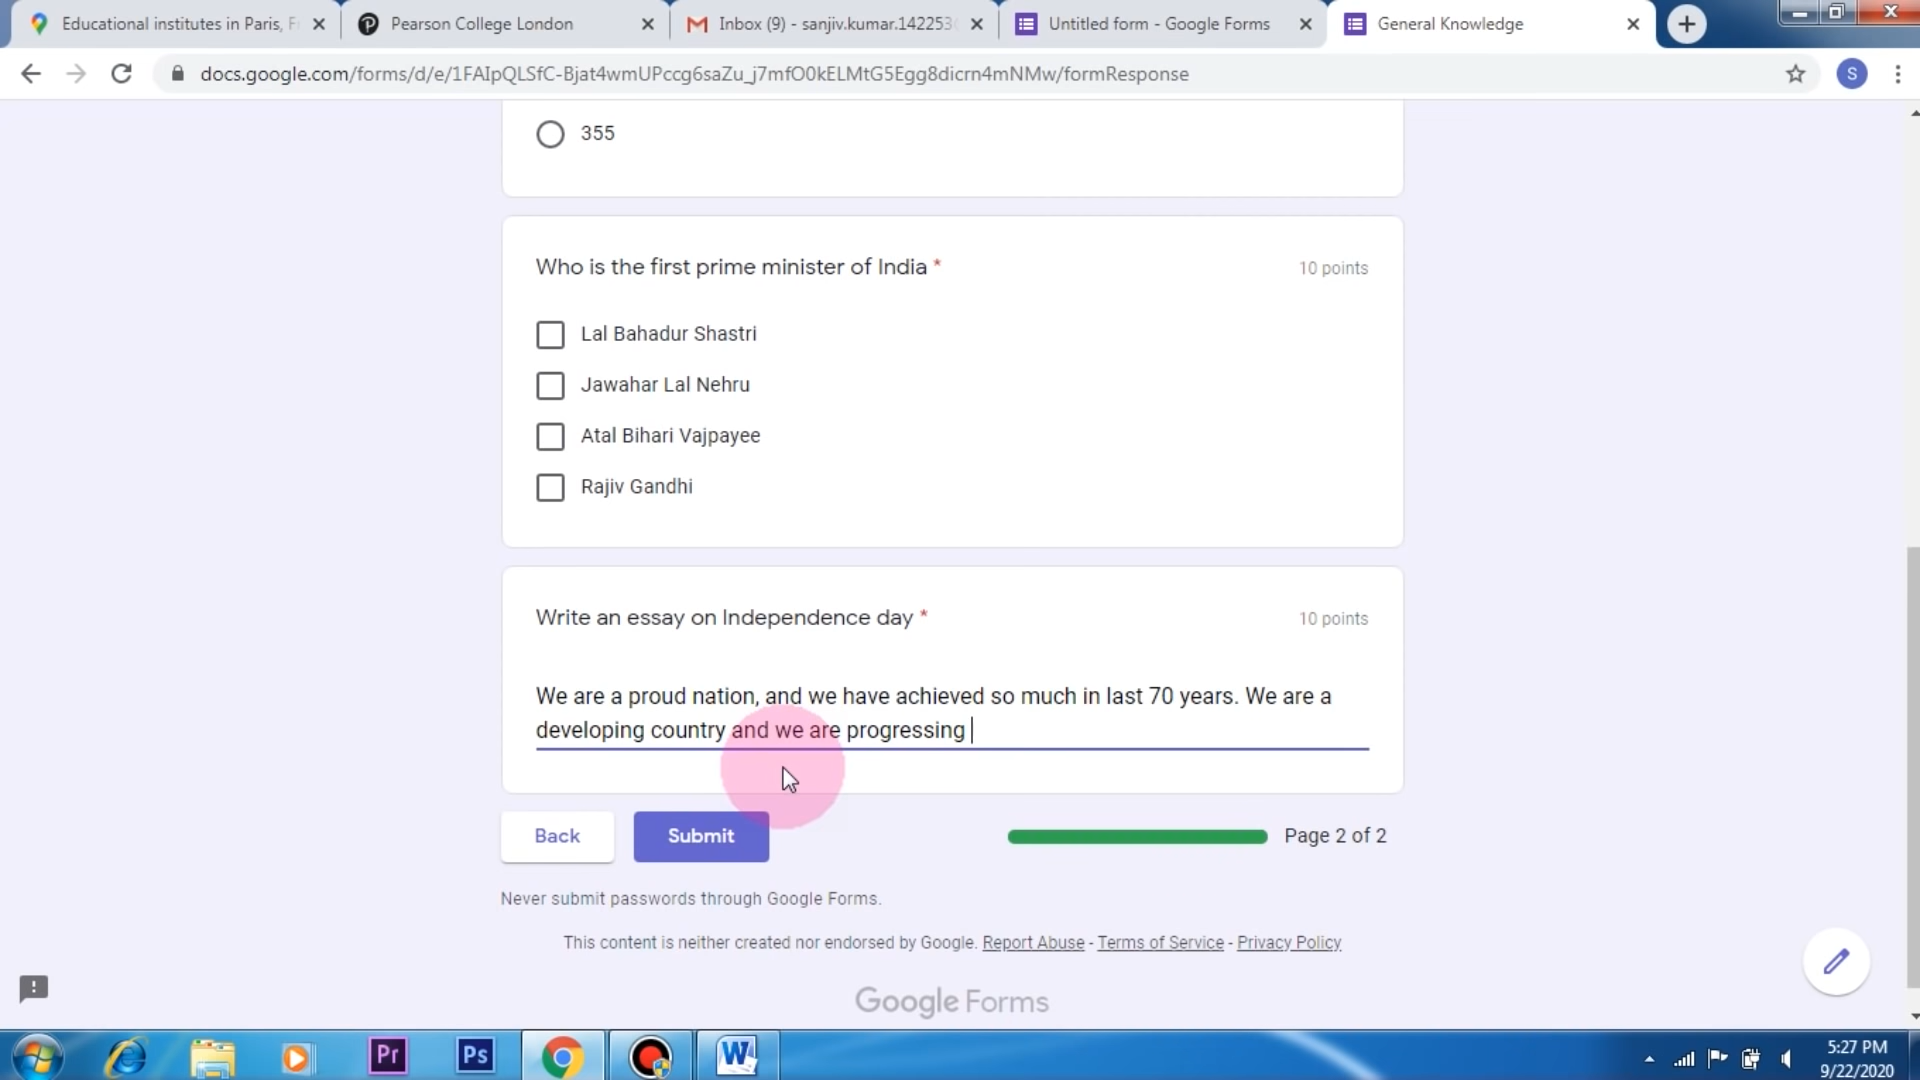 Educational institutes in Paris, Fr
Pearson College London
Inbox (9) - sanjiv.kumar.142253
Untitled form - Google Forms
General Knowledge
docs.google.com/forms/d/e/1FAIpQLSfC-Bjat4wmUPccg6saZu_j7mfO0kELMtG5Egg8dicrn4mNMw/formResponse
S
355
Who is the first prime minister of India *
10 points
Lal Bahadur Shastri
Jawahar Lal Nehru
Atal Bihari Vajpayee
Rajiv Gandhi
Write an essay on Independence day *
10 points
We are a proud nation, and we have achieved so much in last 70 years. We are a
developing country and we are progressing
Back
Submit
Page 2 of 2
Never submit passwords through Google Forms.
This content is neither created nor endorsed by Google. Report Abuse - Terms of Service - Privacy Policy
Google Forms
Pr
Ps
W
5:27 PM
9/22/2020